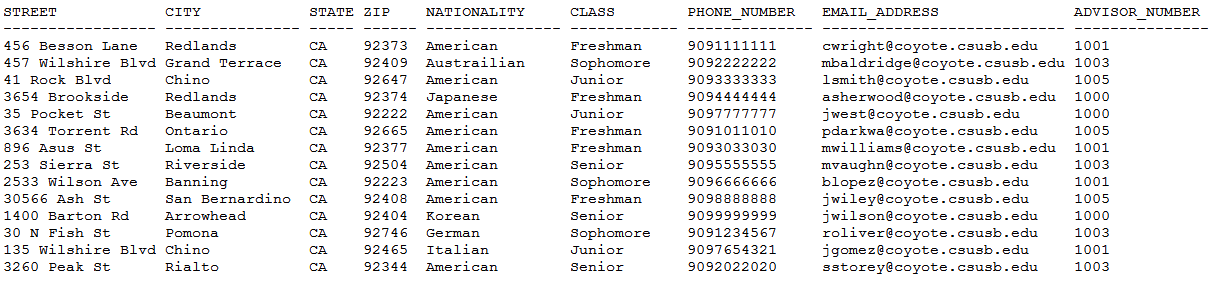 STREET CITY STATE ZIP NATIONALITY CLASS PHONE_NUMBER EMAIL_ADDRESS ADVISOR_NUMBER
---------------- -------------- ----- ------ -------------- ------------ ------------- -------------------------- --------------
456 Besson Lane Redlands CA 92373 American Freshman 9091111111 cwright@coyote.csusb.edu 1001
457 Wilshire Blvd Grand Terrace CA 92409 Austrailian Sophomore 9092222222 mbaldridge@coyote.csusb.edu 1003
41 Rock Blvd Chino CA 92647 American Junior 9093333333 lsmith@coyote.csusb.edu 1005
3654 Brookside Redlands CA 92374 Japanese Freshman 9094444444 asherwood@coyote.csusb.edu 1000
35 Pocket St Beaumont CA 92222 American Junior 9097777777 jwest@coyote.csub.edu 1000
3634 Torrent Rd Ontario CA 92665 American Freshman 9091011010 pdarkwa@coyote.csusb.edu 1005
896 Asus St Loma Linda CA 92377 American Freshman 9093033030 mwilliams@coyote.csusb.edu 1001
253 Sierra St Riverside CA 92504 American Senior 9095555555 mvaughn@coyote.csusb.edu 1003
2533 Wilson Ave Banning CA 92223 American Sophomore 9096666666 blopez@coyote.csusb.edu 1001
30566 Ash St San Bernardino CA 92408 American Freshman 9098888888 jwiley@coyote.csusb.edu 1005
1400 Barton Rd Arrowhead CA 92404 Korean Senior 9099999999 jwilson@coyote.csusb.edu 1000
30 N Fish St Pomona CA 92746 German Sophomore 9091234567 roliver@coyote.csusb.edu 1003
135 Wilshire Blvd Chino CA 92465 Italian Junior 9097654321 jgomez@coyote.csusb.edu 1001
3260 Peak St Rialto CA 92344 American Senior 9092022020 sstorey@coyote.csusb.edu 1003